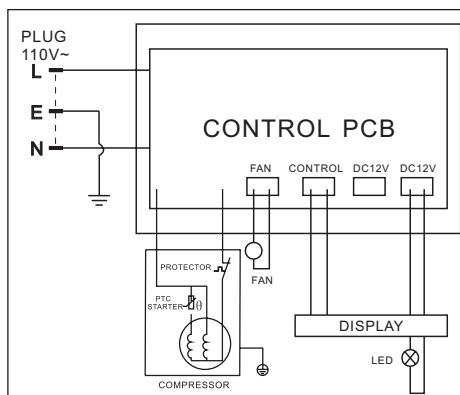 PLUG
110V~
L
E
N
CONTROL PCB
FAN
CONTROL
DC12V
DC12V
PROTECTOR
PTC
STARTER
θ
FAN
COMPRESSOR
DISPLAY
LED